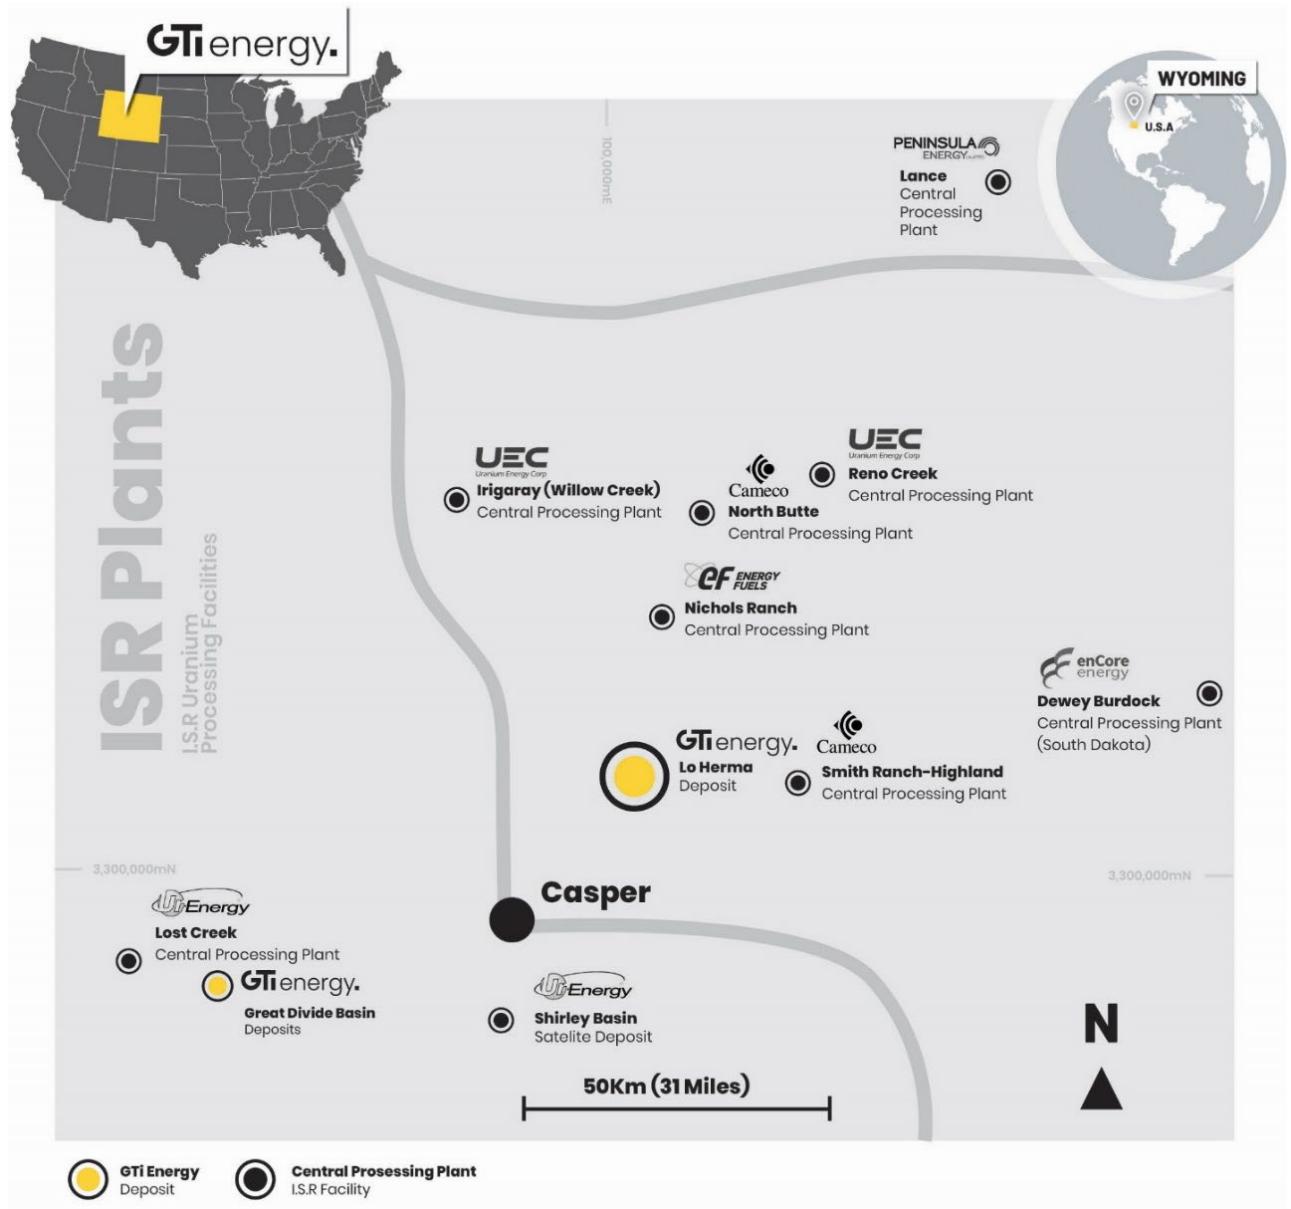 GTi energy.
WYOMING
U.S.A
100,000mE
PENINSULA
ENERGY
Lance
Central
Processing
Plant
ISR Plants
I.S.R Uranium
Processing Facilities
UEC
Uranium Energy Corp
Irigaray (Willow Creek)
Central Processing Plant
Cameco
North Butte
Central Processing Plant
UEC
Uranium Energy Corp
Reno Creek
Central Processing Plant
eF ENERGY
FUELS
Nichols Ranch
Central Processing Plant
enCore
energy
Dewey Burdock
Central Processing Plant
(South Dakota)
GTi energy.
Lo Herma
Deposit
Cameco
Smith Ranch-Highland
Central Processing Plant
3,300,000mN
3,300,000mN
Casper
Ur Energy
Lost Creek
Central Processing Plant
GTi energy.
Great Divide Basin
Deposits
Ur Energy
Shirley Basin
Satelite Deposit
N
50Km (31 Miles)
GTi Energy
Deposit
Central Prosessing Plant
I.S.R Facility